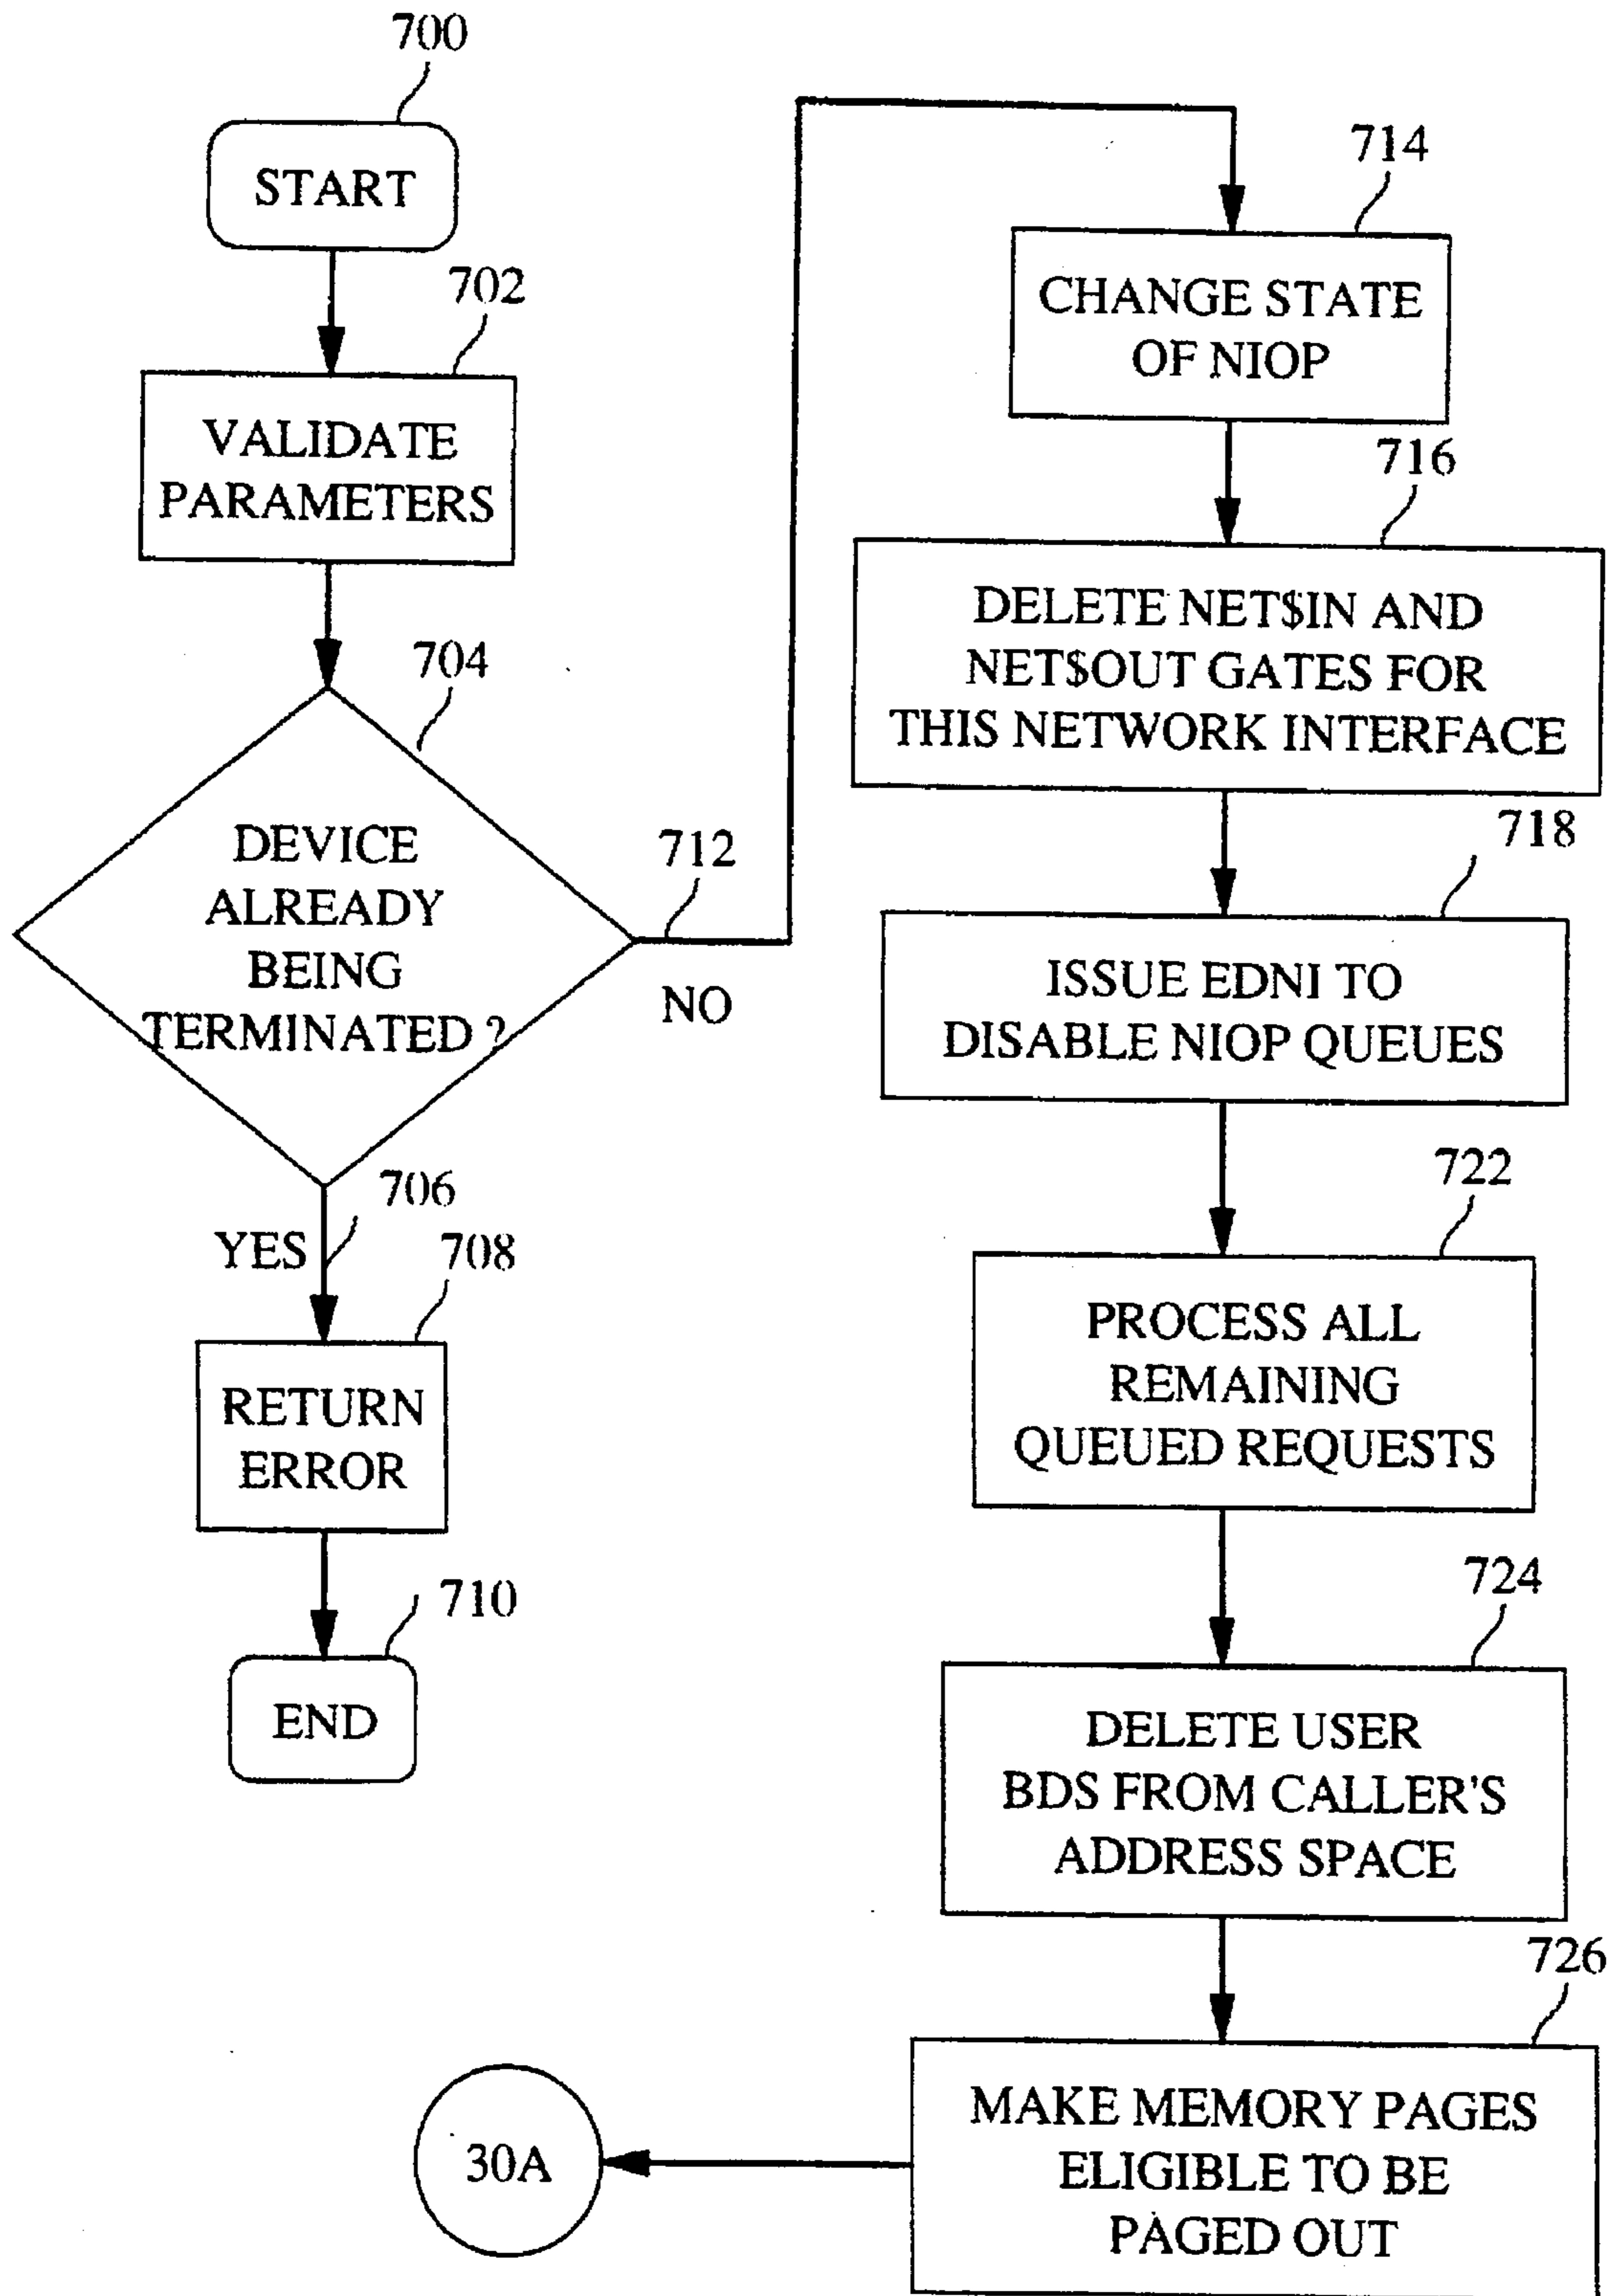 700
START
702
VALIDATE
PARAMETERS
704
DEVICE
ALREADY
BEING
TERMINATED ?
706
YES
708
RETURN
ERROR
710
END
712
NO
714
CHANGE STATE
OF NIOP
716
DELETE NET$IN AND
NET$OUT GATES FOR
THIS NETWORK INTERFACE
718
ISSUE EDNI TO
DISABLE NIOP QUEUES
722
PROCESS ALL
REMAINING
QUEUED REQUESTS
724
DELETE USER
BDS FROM CALLER'S
ADDRESS SPACE
726
MAKE MEMORY PAGES
ELIGIBLE TO BE
PAGED OUT
30A